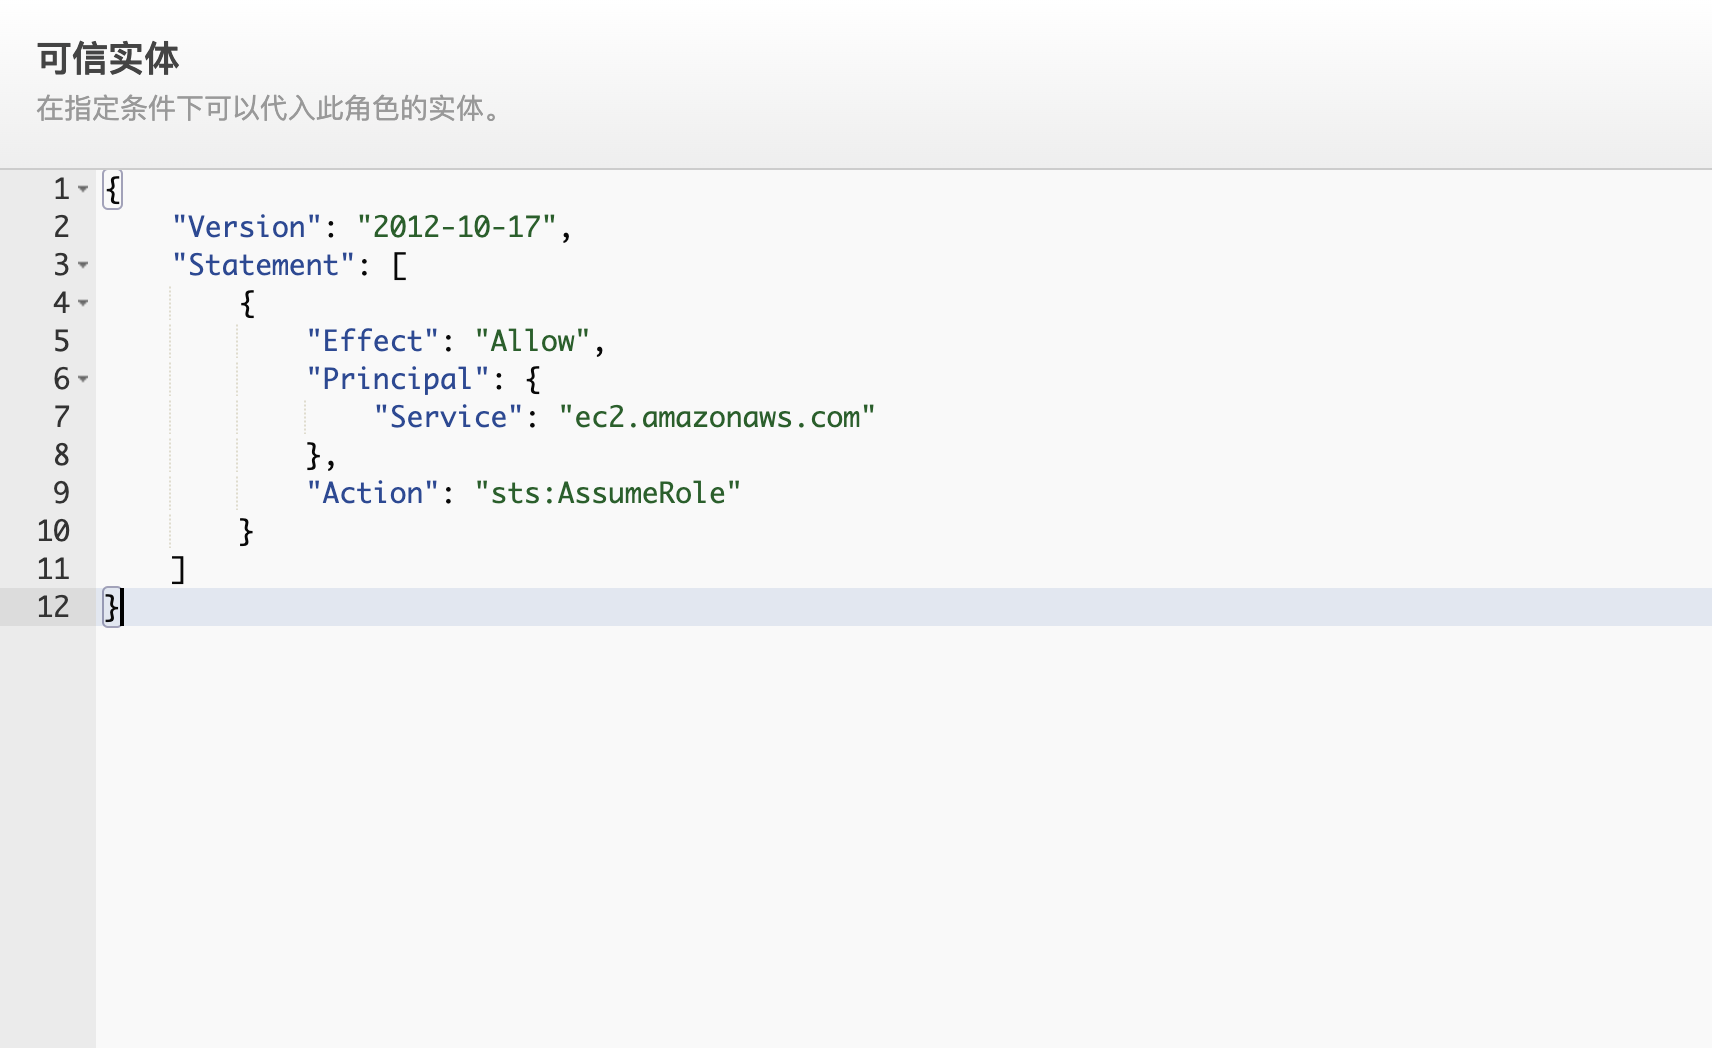 可信实体
在指定条件下可以代入此角色的实体。
1 {
2     "Version": "2012-10-17",
3     "Statement": [
4         {
5             "Effect": "Allow",
6             "Principal": {
7                 "Service": "ec2.amazonaws.com"
8             },
9             "Action": "sts:AssumeRole"
10         }
11     ]
12 }